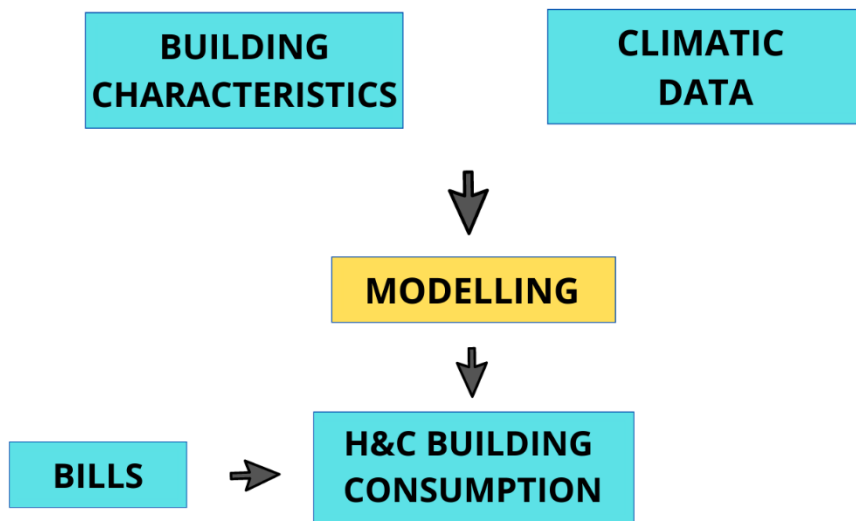 BUILDING
CHARACTERISTICS
CLIMATIC
DATA
MODELLING
H&C BUILDING
CONSUMPTION
BILLS